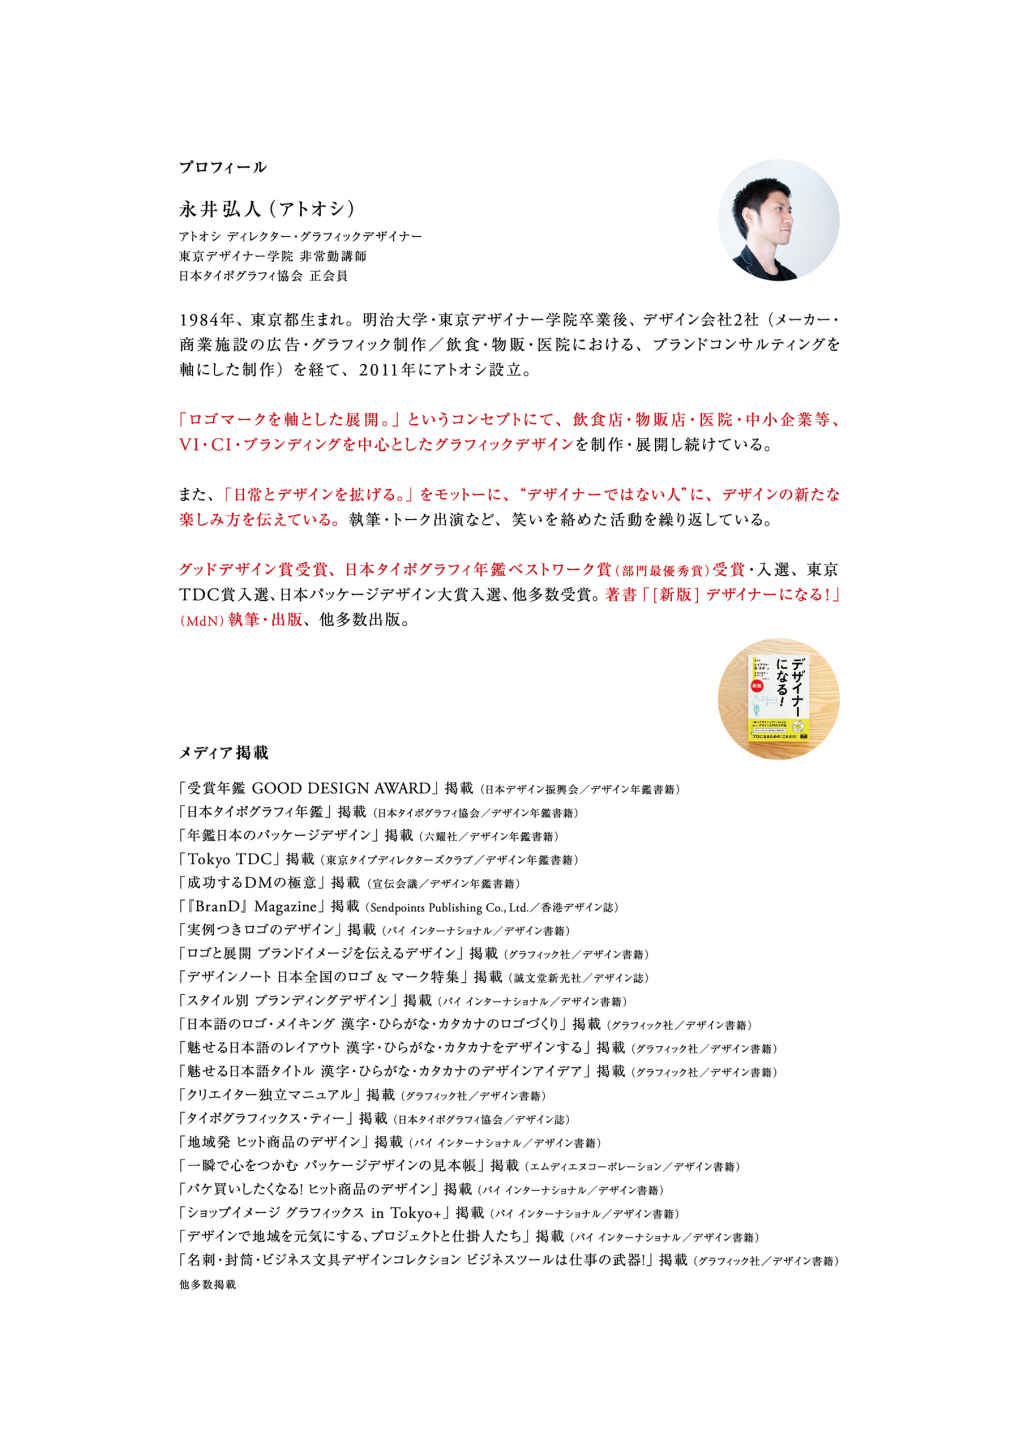 プロフィール
永井弘人（アトオシ）
アトオシ ディレクター・グラフィックデザイナー
東京デザイナー学院 非常勤講師
日本タイポグラフィ協会 正会員
1984年、東京都生まれ。明治大学・東京デザイナー学院卒業後、デザイン会社2社（メーカー・
商業施設の広告・グラフィック制作／飲食・物販・医院における、ブランドコンサルティングを
軸にした制作）を経て、2011年にアトオシ設立。
「ロゴマークを軸とした展開。」というコンセプトにて、飲食店・物販店・医院・中小企業等、
VI・CI・ブランディングを中心としたグラフィックデザインを制作・展開し続けている。
また、「日常とデザインを拡げる。」をモットーに、“デザイナーではない人”に、デザインの新たな
楽しみ方を伝えている。執筆・トーク出演など、笑いを絡めた活動を繰り返している。
グッドデザイン賞受賞、日本タイポグラフィ年鑑ベストワーク賞（部門最優秀賞）受賞・入選、東京
TDC賞入選、日本パッケージデザイン大賞入選、他多数受賞。著書「［新版］デザイナーになる！」
（MdN）執筆・出版、他多数出版。
デザイナー
になる！
メディア掲載
「受賞年鑑 GOOD DESIGN AWARD」掲載（日本デザイン振興会／デザイン年鑑書籍）
「日本タイポグラフィ年鑑」掲載（日本タイポグラフィ協会／デザイン年鑑書籍）
「年鑑日本のパッケージデザイン」掲載（六耀社／デザイン年鑑書籍）
「Tokyo TDC」掲載（東京タイプディレクターズクラブ／デザイン年鑑書籍）
「成功するDMの極意」掲載（宣伝会議／デザイン年鑑書籍）
「『BranD』Magazine」掲載（Sendpoints Publishing Co., Ltd.／香港デザイン誌）
「実例つきロゴのデザイン」掲載（パイ インターナショナル／デザイン書籍）
「ロゴと展開 ブランドイメージを伝えるデザイン」掲載（グラフィック社／デザイン書籍）
「デザインノート 日本全国のロゴ & マーク特集」掲載（誠文堂新光社／デザイン誌）
「スタイル別 ブランディングデザイン」掲載（パイ インターナショナル／デザイン書籍）
「日本語のロゴ・メイキング 漢字・ひらがな・カタカナのロゴづくり」掲載（グラフィック社／デザイン書籍）
「魅せる日本語のレイアウト 漢字・ひらがな・カタカナをデザインする」掲載（グラフィック社／デザイン書籍）
「魅せる日本語タイトル 漢字・ひらがな・カタカナのデザインアイデア」掲載（グラフィック社／デザイン書籍）
「クリエイター独立マニュアル」掲載（グラフィック社／デザイン書籍）
「タイポグラフィックス・ティー」掲載（日本タイポグラフィ協会／デザイン誌）
「地域発 ヒット商品のデザイン」掲載（パイ インターナショナル／デザイン書籍）
「一瞬で心をつかむ パッケージデザインの見本帳」掲載（エムディエヌコーポレーション／デザイン書籍）
「パケ買いしたくなる！ヒット商品のデザイン」掲載（パイ インターナショナル／デザイン書籍）
「ショップイメージ グラフィックス in Tokyo+」掲載（パイ インターナショナル／デザイン書籍）
「デザインで地域を元気にする、プロジェクトと仕掛人たち」掲載（パイ インターナショナル／デザイン書籍）
「名刺・封筒・ビジネス文具デザインコレクション ビジネスツールは仕事の武器！」掲載（グラフィック社／デザイン書籍）
他多数掲載